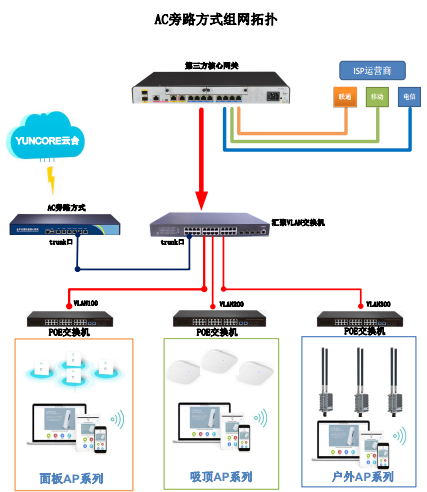 AC旁路方式组网拓扑
第三方核心网关
ISP运营商
联通
移动
电信
YUNCORE云台
AC旁路方式
汇聚VLAN交换机
trunk口
trunk口
VLAN100
VLAN200
VLAN300
POE交换机
POE交换机
POE交换机
面板AP系列
吸顶AP系列
户外AP系列